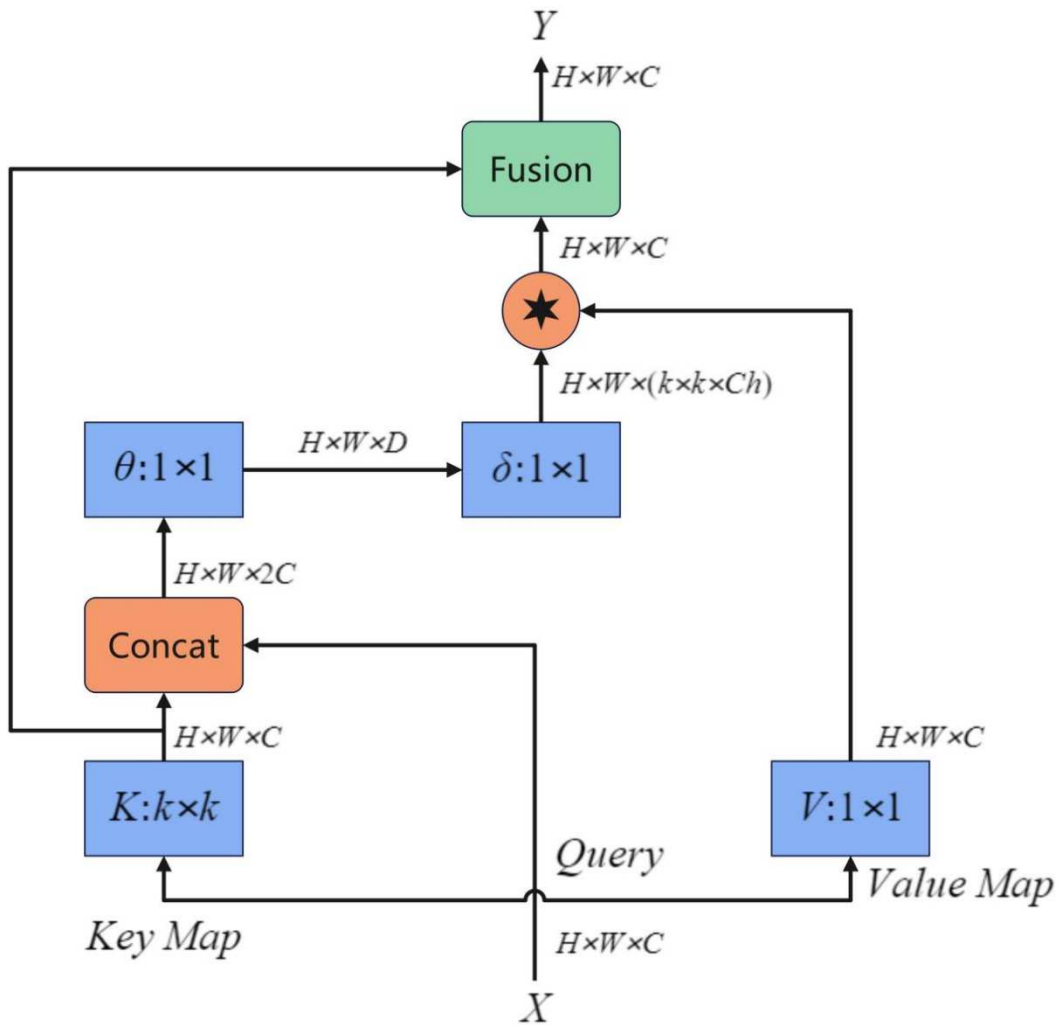 Y
H×W×C
Fusion
H×W×C
H×W×(k×k×Ch)
θ:1×1
H×W×D
δ:1×1
H×W×2C
Concat
H×W×C
H×W×C
K:k×k
V:1×1
Query
Value Map
Key Map
H×W×C
X